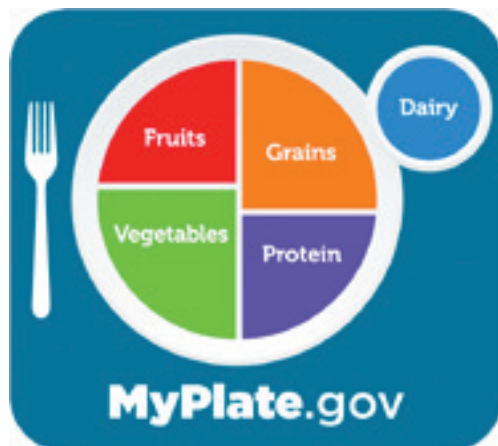 Dairy
Fruits
Grains
Vegetables
Protein
MyPlate.gov